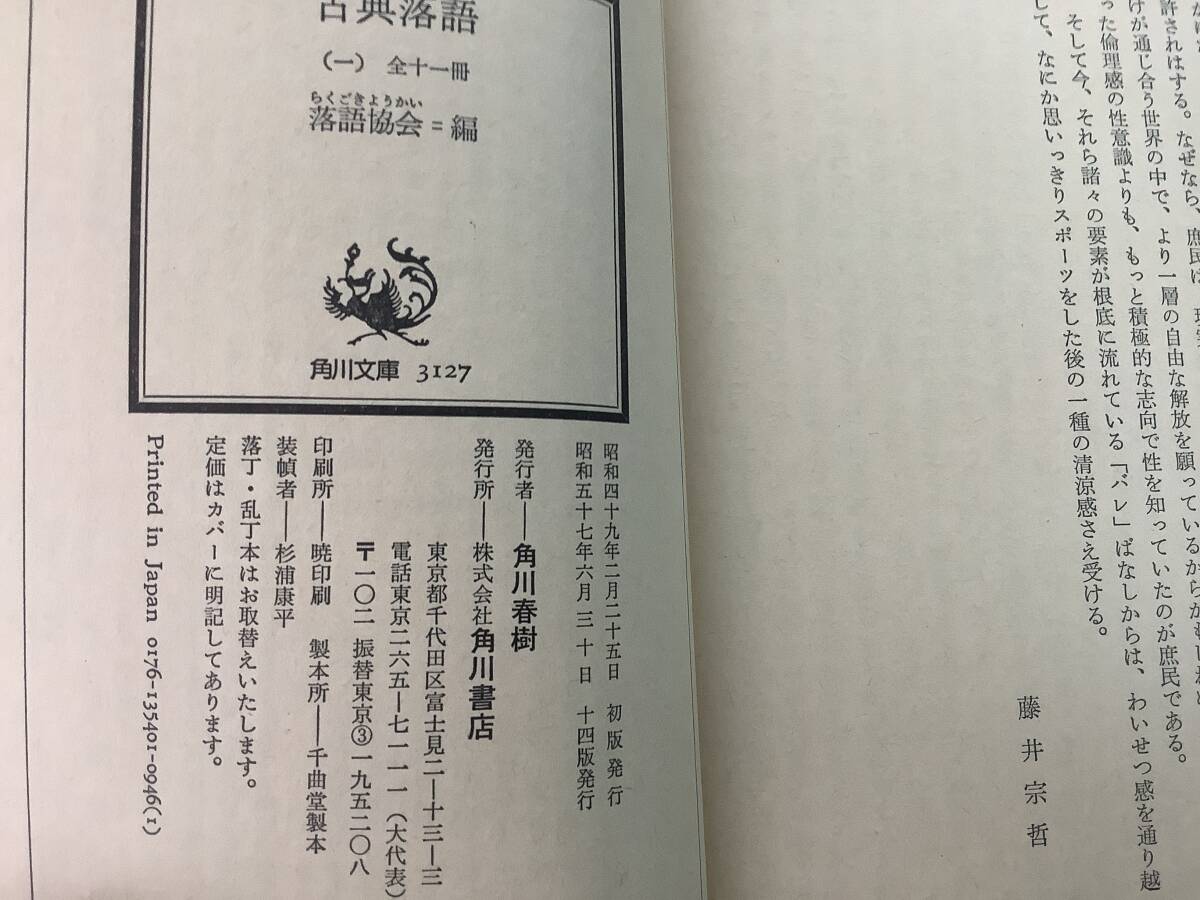 許されはする。なぜなら、庶民は
けが通じ合う世界の中で、より一層の自由な解放を願っているからかもしれ
った倫理感の性意識よりも、もっと積極的な志向で性を知っていたのが庶民である。
そして今、それら諸々の要素が根底に流れている「バレ」ばなしからは、わいせつ感を通り越
して、なにか思いっきりスポーツをした後の一種の清涼感さえ受ける。
藤井宗哲
古典落語
(一) 全十一冊
らくごきようかい
落語協会=編
角川文庫 3127
昭和四十九年二月二十五日 初版発行
昭和五十七年六月三十日 十四版発行
発行者――角川春樹
発行所――株式会社角川書店
東京都千代田区富士見二―十三―三
電話東京二六五―七一一一(大代表)
〒一〇二 振替東京③一九五二〇八
印刷所――暁印刷 製本所――千曲堂製本
装幀者――杉浦康平
落丁・乱丁本はお取替えいたします。
定価はカバーに明記してあります。
Printed in Japan 0176-135401-0946(1)